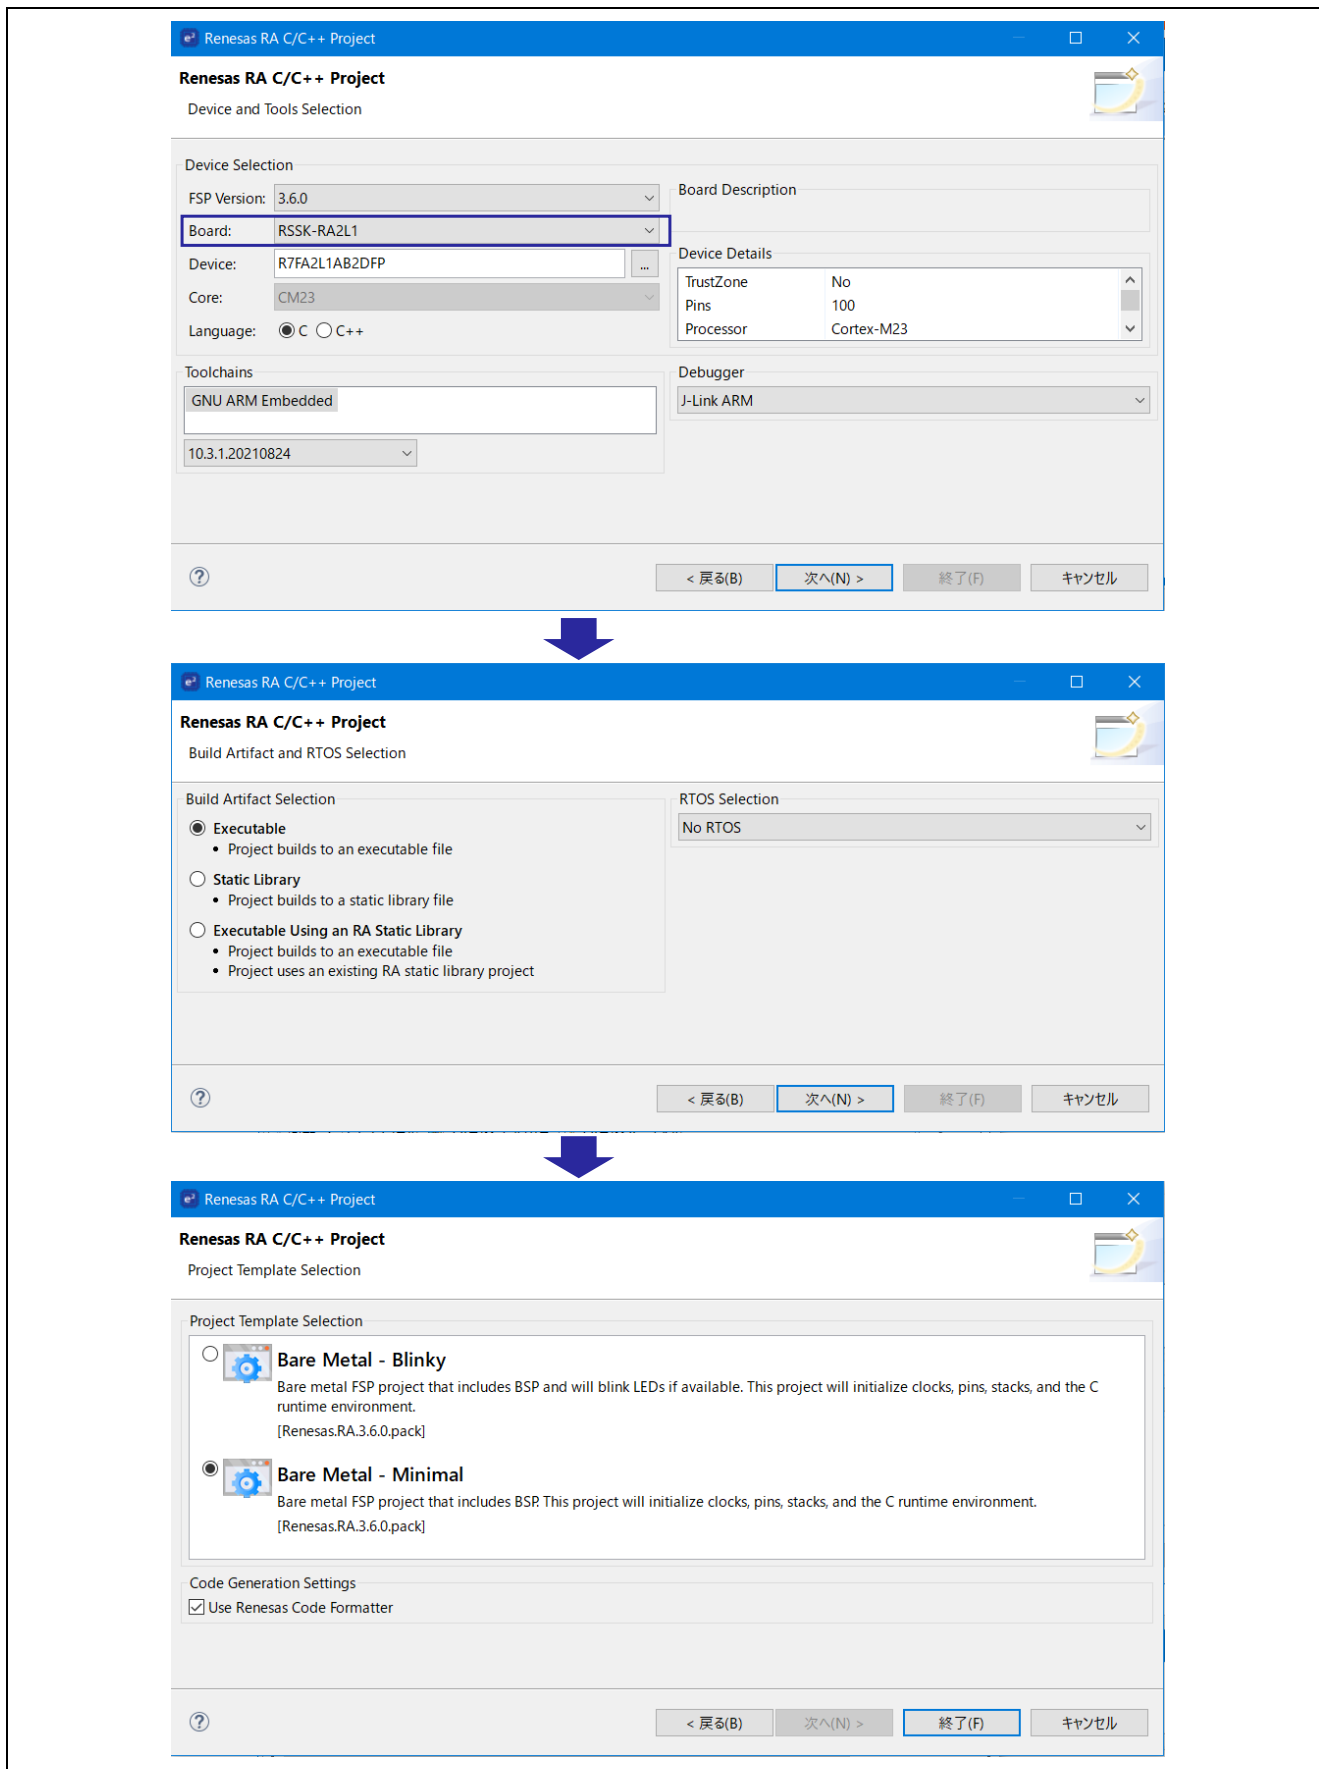 Renesas RA C/C++ Project
Renesas RA C/C++ Project
Device and Tools Selection
Device Selection
FSP Version: 3.6.0
Board: RSSK-RA2L1
Device: R7FA2L1AB2DFP ...
Core: CM23
Language: C C++
Board Description
Device Details
TrustZone No
Pins 100
Processor Cortex-M23
Toolchains
GNU ARM Embedded
10.3.1.20210824
Debugger
J-Link ARM
< 戻る(B) 次へ(N) > 終了(F) キャンセル
Renesas RA C/C++ Project
Renesas RA C/C++ Project
Build Artifact and RTOS Selection
Build Artifact Selection
Executable
• Project builds to an executable file
Static Library
• Project builds to a static library file
Executable Using an RA Static Library
• Project builds to an executable file
• Project uses an existing RA static library project
RTOS Selection
No RTOS
< 戻る(B) 次へ(N) > 終了(F) キャンセル
Renesas RA C/C++ Project
Renesas RA C/C++ Project
Project Template Selection
Project Template Selection
Bare Metal - Blinky
Bare metal FSP project that includes BSP and will blink LEDs if available. This project will initialize clocks, pins, stacks, and the C
runtime environment.
[Renesas.RA.3.6.0.pack]
Bare Metal - Minimal
Bare metal FSP project that includes BSP. This project will initialize clocks, pins, stacks, and the C runtime environment.
[Renesas.RA.3.6.0.pack]
Code Generation Settings
Use Renesas Code Formatter
< 戻る(B) 次へ(N) > 終了(F) キャンセル